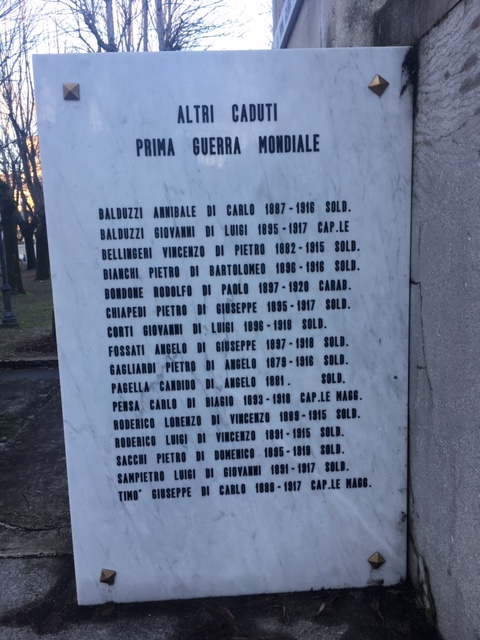 ALTRI CADUTI
PRIMA GUERRA MONDIALE
BALDUZZI ANNIBALE DI CARLO 1887-1916 SOLD.
BALDUZZI GIOVANNI DI LUIGI 1895-1917 CAP.LE
BELLINGERI VINCENZO DI PIETRO 1882-1915 SOLD.
BIANCHI PIETRO DI BARTOLOMEO 1896-1916 SOLD.
BONDONE RODOLFO DI PAOLO 1897-1920 CARAB.
CHIAPEDI PIETRO DI GIUSEPPE 1895-1917 SOLD.
CORTI GIOVANNI DI LUIGI 1896-1918 SOLD.
FOSSATI ANGELO DI GIUSEPPE 1897-1918 SOLD.
GAGLIARDI PIETRO DI ANGELO 1879-1916 SOLD.
PAGELLA CANDIDO DI ANGELO 1881. SOLD.
PENSA CARLO DI BIAGIO 1893-1918 CAP.LE MAGG.
RODERICO LORENZO DI VINCENZO 1889-1915 SOLD.
RODERICO LUIGI DI VINCENZO 1891-1915 SOLD.
SACCHI PIETRO DI DOMENICO 1895-1918 SOLD.
SAMPIETRO LUIGI DI GIOVANNI 1891-1917 SOLD.
TIMO' GIUSEPPE DI CARLO 1888-1917 CAP.LE MAGG.